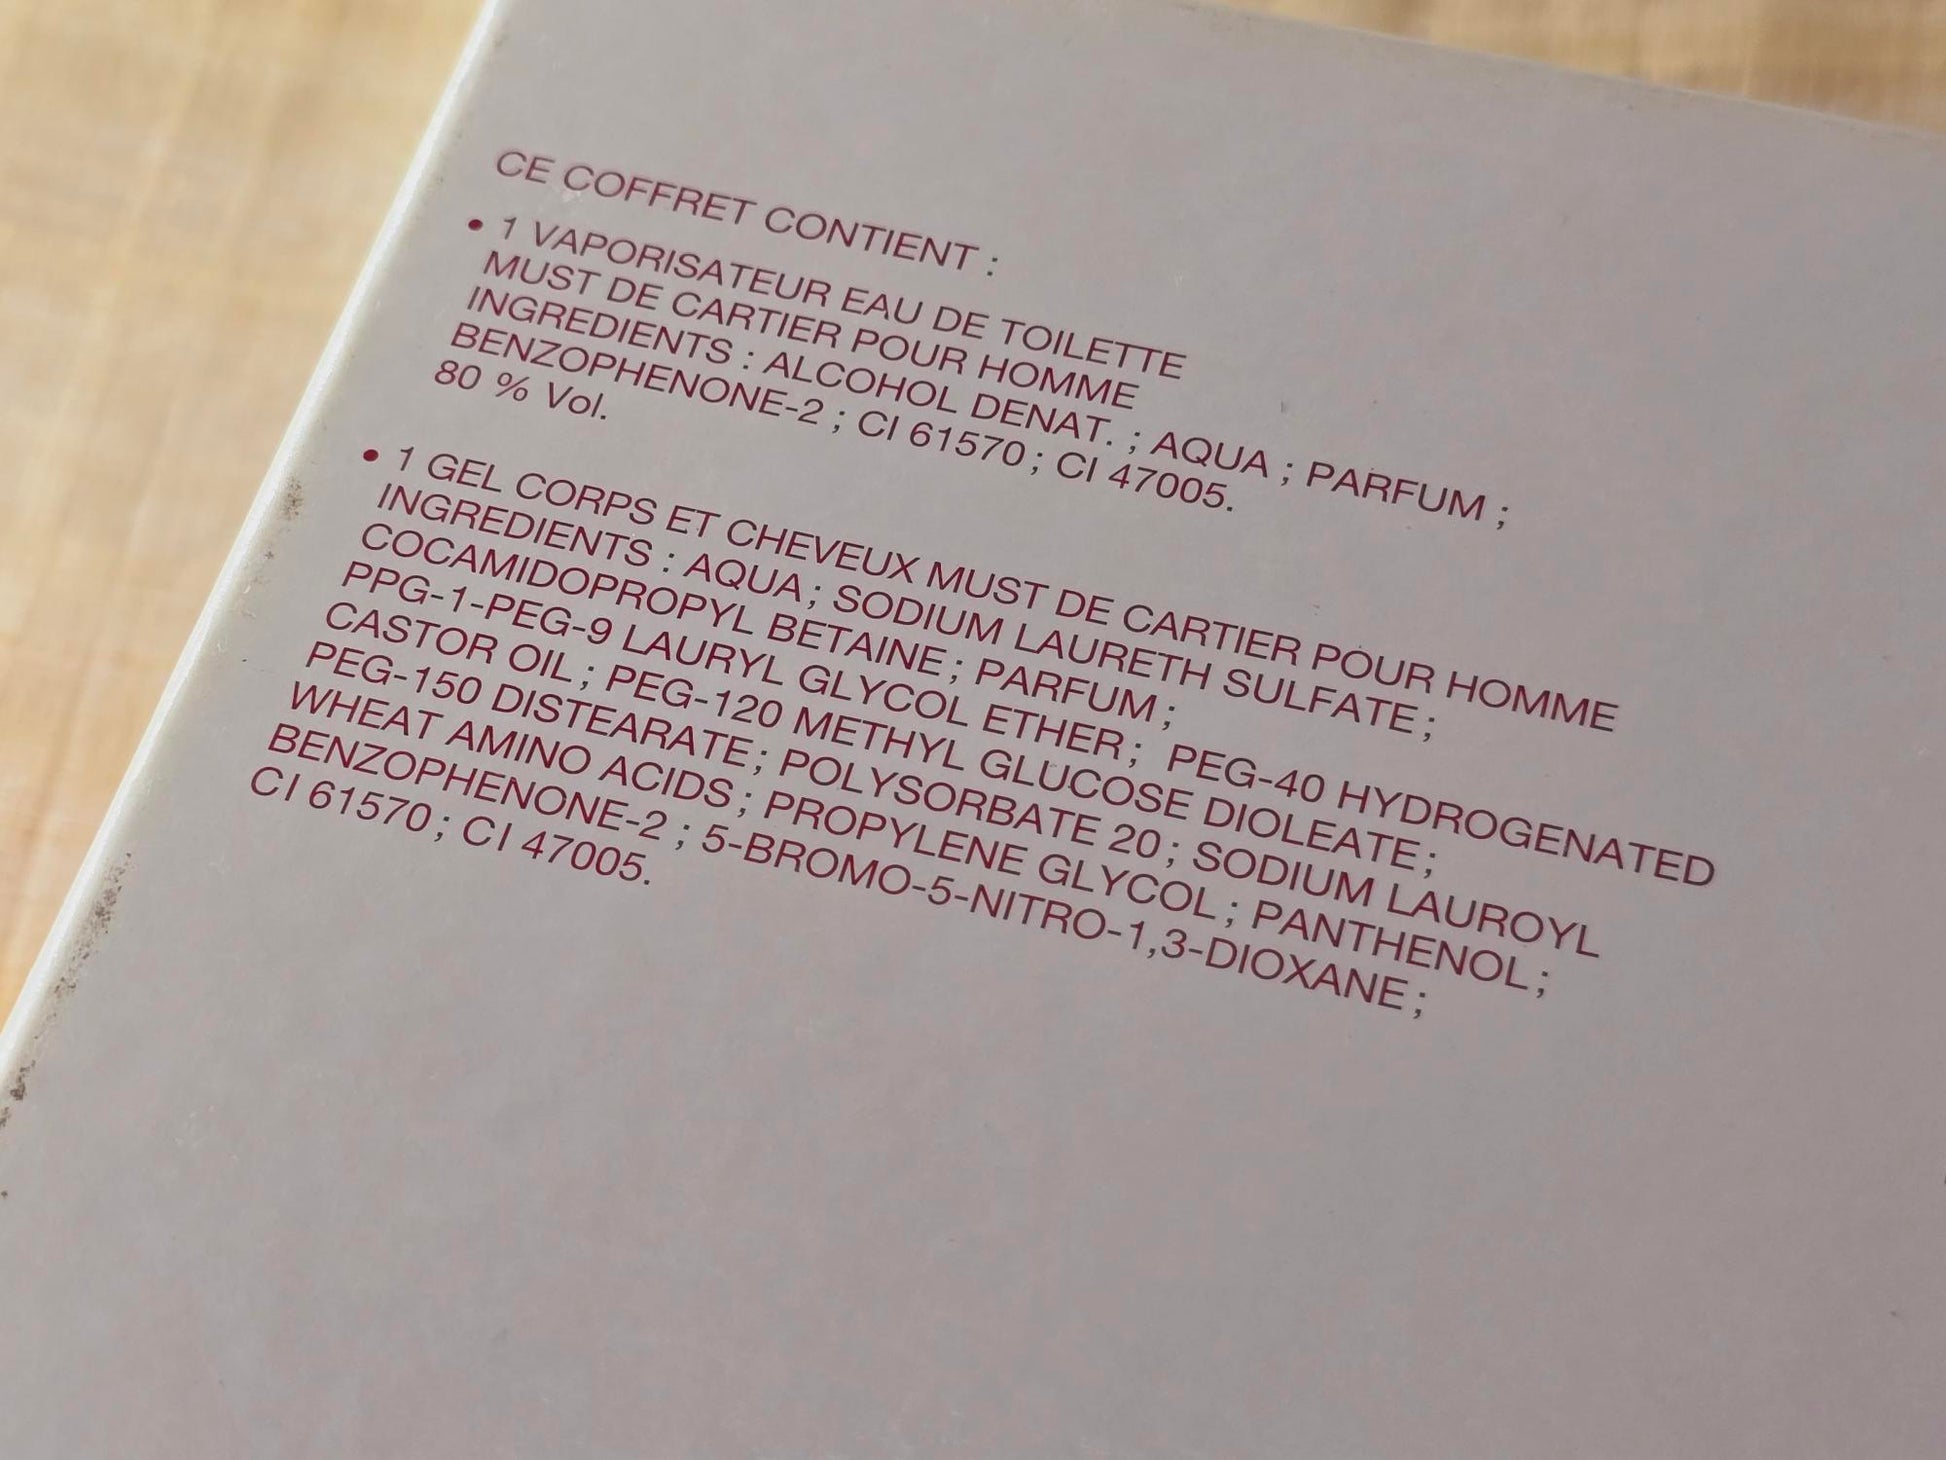 CE COFFRET CONTIENT :
• 1 VAPORISATEUR EAU DE TOILETTE
MUST DE CARTIER POUR HOMME
INGREDIENTS : ALCOHOL DENAT. ; AQUA ; PARFUM ;
BENZOPHENONE-2 ; CI 61570 ; CI 47005.
80 % Vol.
• 1 GEL CORPS ET CHEVEUX MUST DE CARTIER POUR HOMME
INGREDIENTS : AQUA ; SODIUM LAURETH SULFATE ;
COCAMIDOPROPYL BETAINE ; PARFUM ;
PPG-1-PEG-9 LAURYL GLYCOL ETHER ; PEG-40 HYDROGENATED
CASTOR OIL ; PEG-120 METHYL GLUCOSE DIOLEATE ;
PEG-150 DISTEARATE ; POLYSORBATE 20 ; SODIUM LAUROYL
WHEAT AMINO ACIDS ; PROPYLENE GLYCOL ; PANTHENOL ;
BENZOPHENONE-2 ; 5-BROMO-5-NITRO-1,3-DIOXANE ;
CI 61570 ; CI 47005.